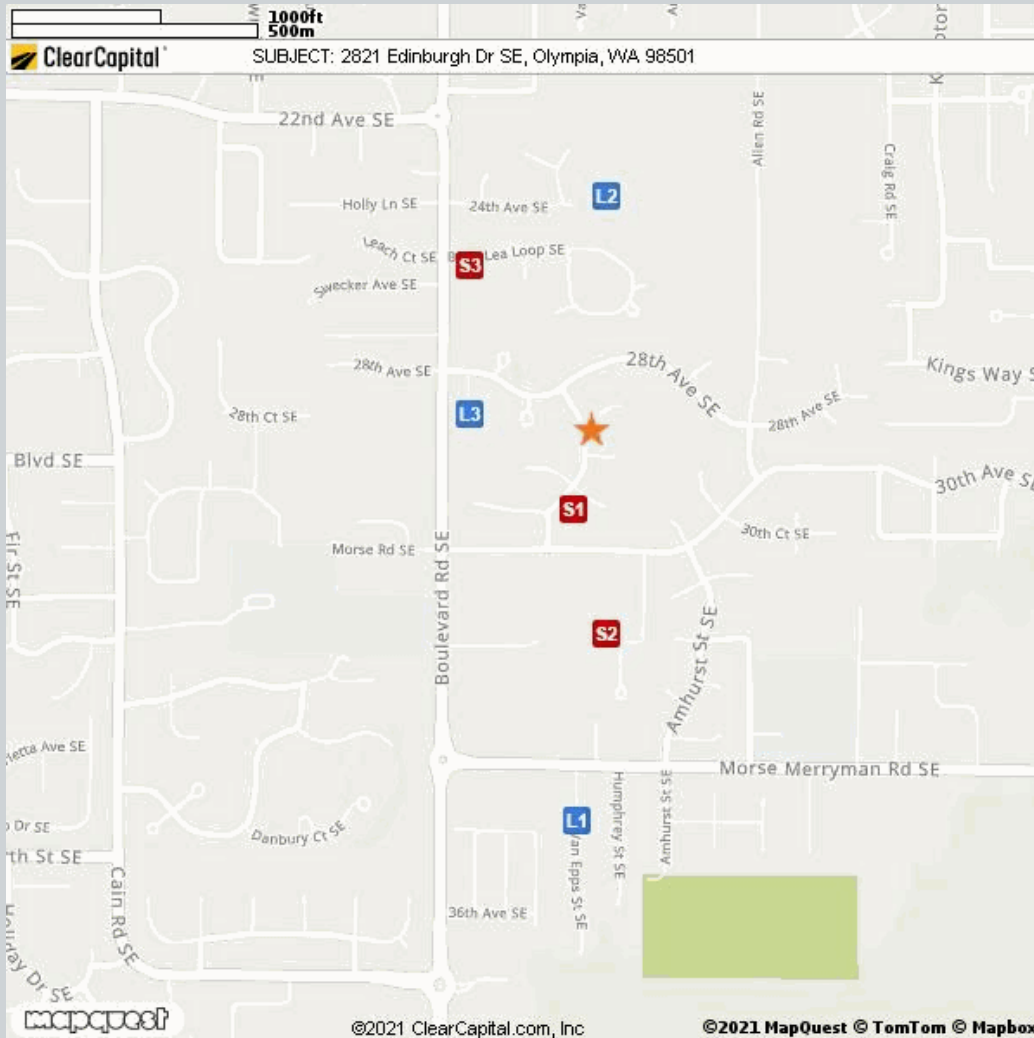 1000ft
500m
ClearCapital
SUBJECT: 2821 Edinburgh Dr SE, Olympia, WA 98501
22nd Ave SE
Allen Rd SE
Craig Rd SE
L2
Holly Ln SE
24th Ave SE
Leach Ct SE
Lea Loop SE
S3
Swecker Ave SE
28th Ave SE
28th Ave SE
Kings Way S
L3
28th Ct SE
28th Ave SE
Blvd SE
30th Ave SE
S1
30th Ct SE
Morse Rd SE
Fir St SE
Boulevard Rd SE
S2
Amhurst St SE
etta Ave SE
Morse Merryman Rd SE
L1
Humphrey St SE
Amhurst St SE
Dr SE
Danbury Ct SE
th St SE
Van Epps St SE
Cain Rd SE
36th Ave SE
Holiday Dr SE
mapquest
©2021 ClearCapital.com, Inc
©2021 MapQuest © TomTom © Mapbox